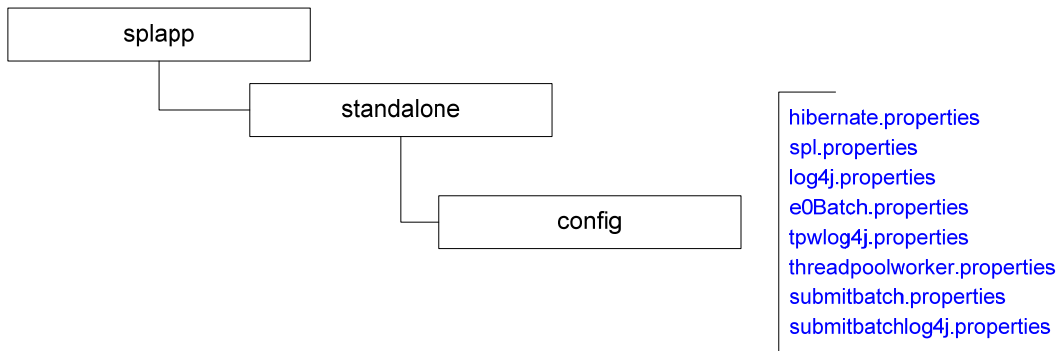 splapp
standalone
config
hibernate.properties
spl.properties
log4j.properties
e0Batch.properties
tpwlog4j.properties
threadpoolworker.properties
submitbatch.properties
submitbatchlog4j.properties